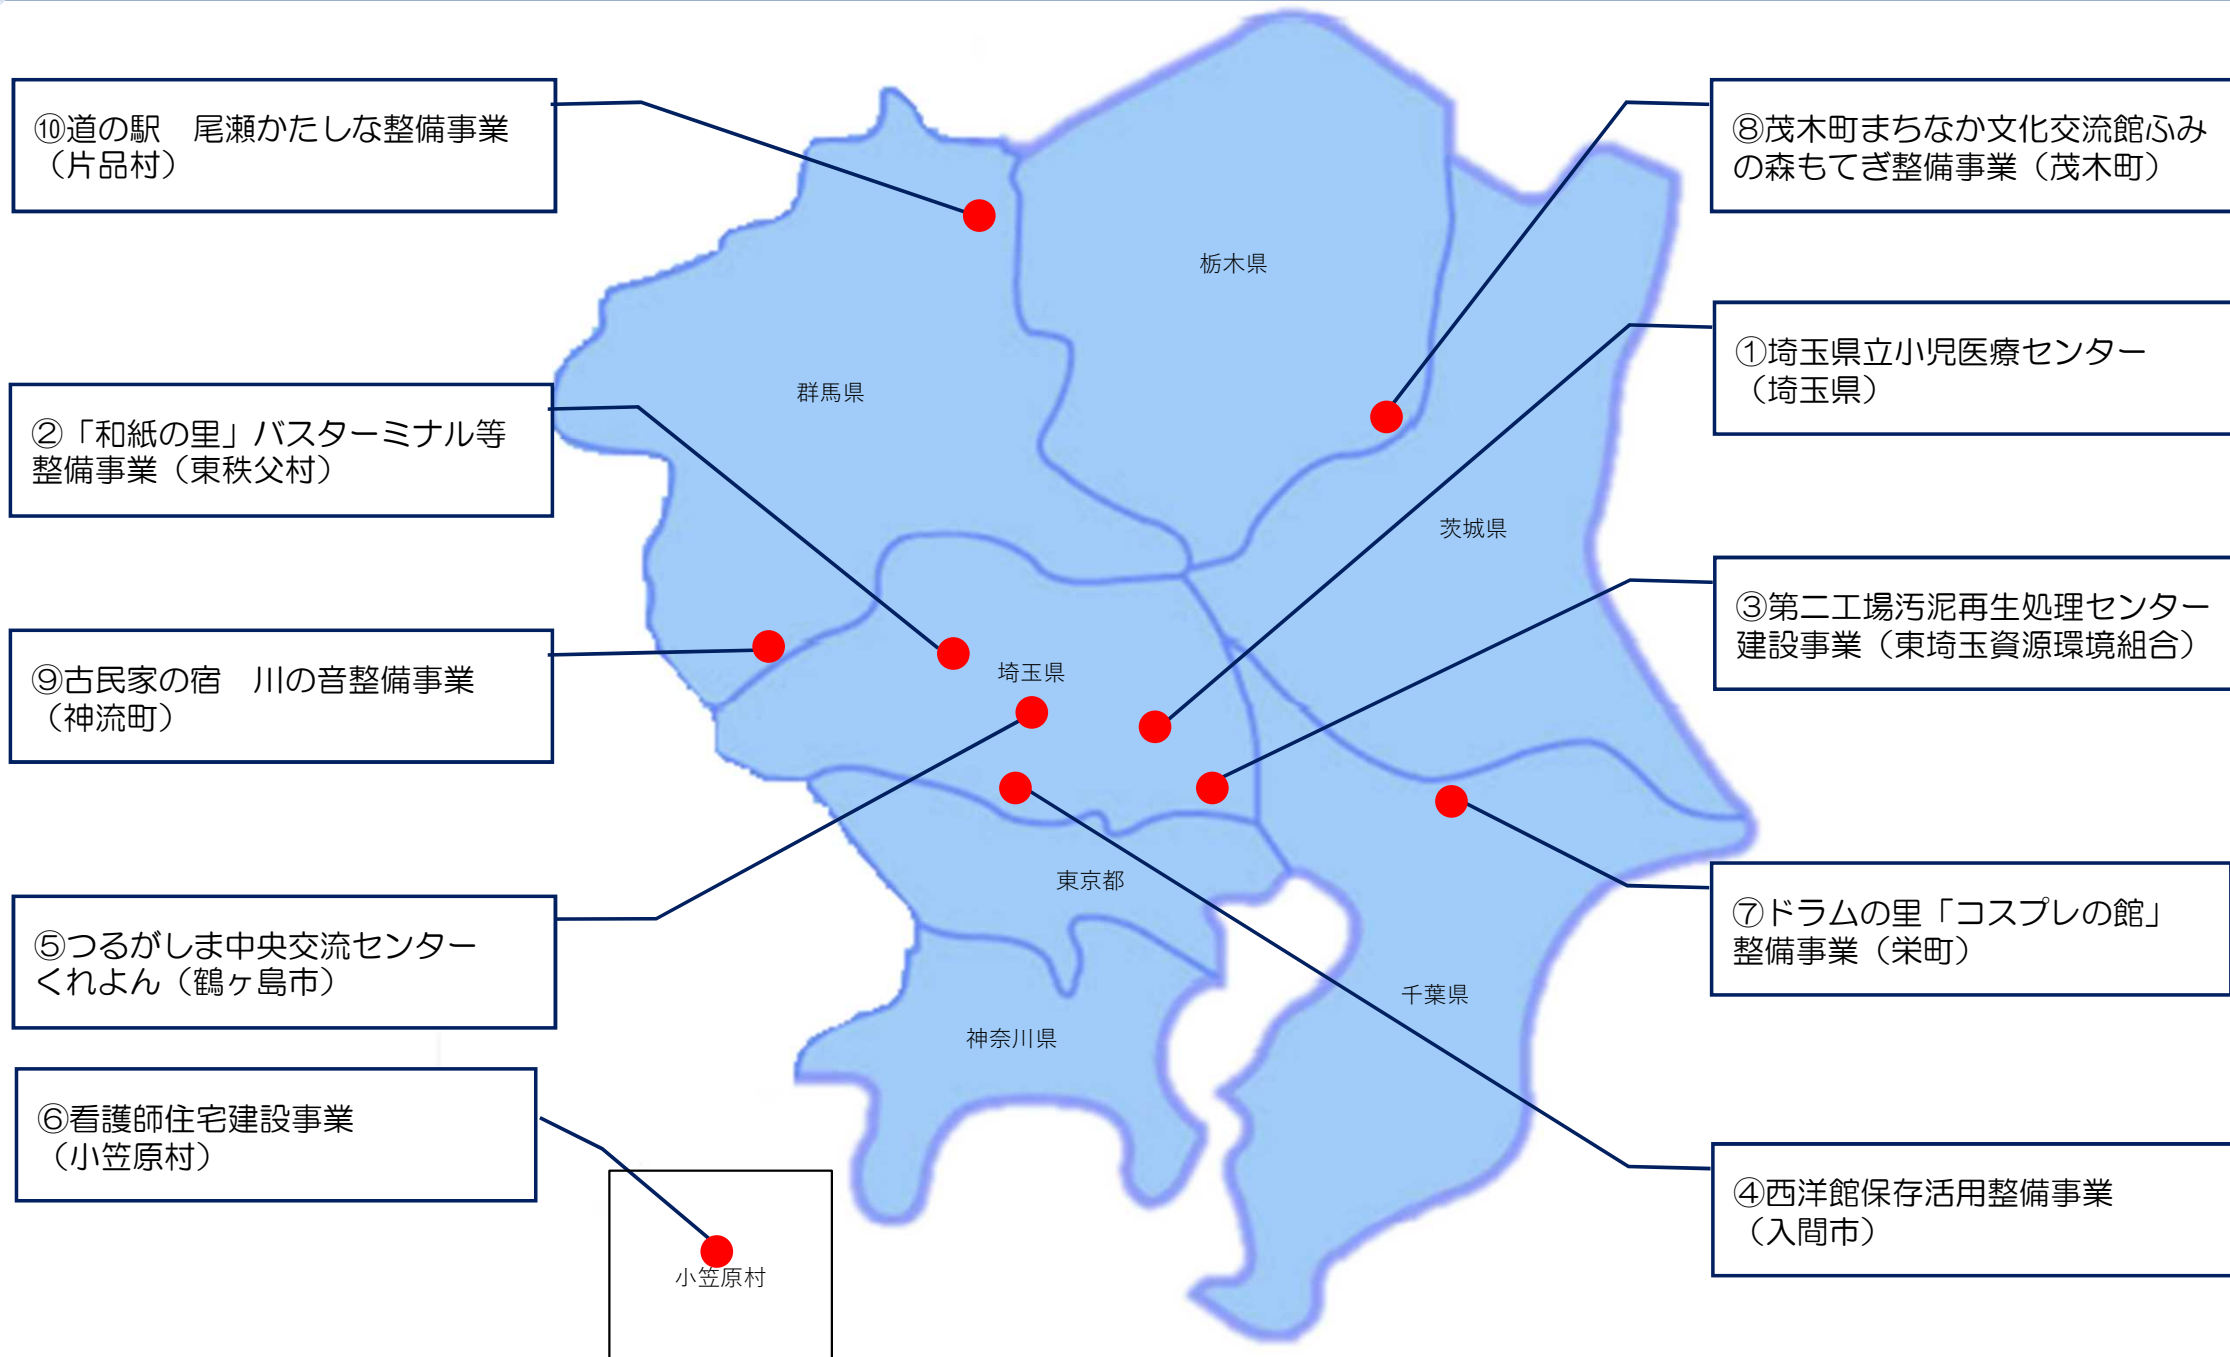 ⑩道の駅　尾瀬かたしな整備事業
（片品村）
②「和紙の里」バスターミナル等
整備事業（東秩父村）
⑨古民家の宿　川の音整備事業
（神流町）
⑤つるがしま中央交流センター
くれよん（鶴ヶ島市）
⑥看護師住宅建設事業
（小笠原村）
栃木県
群馬県
茨城県
埼玉県
東京都
千葉県
神奈川県
小笠原村
⑧茂木町まちなか文化交流館ふみ
の森もてぎ整備事業（茂木町）
①埼玉県立小児医療センター
（埼玉県）
③第二工場汚泥再生処理センター
建設事業（東埼玉資源環境組合）
⑦ドラムの里「コスプレの館」
整備事業（栄町）
④西洋館保存活用整備事業
（入間市）